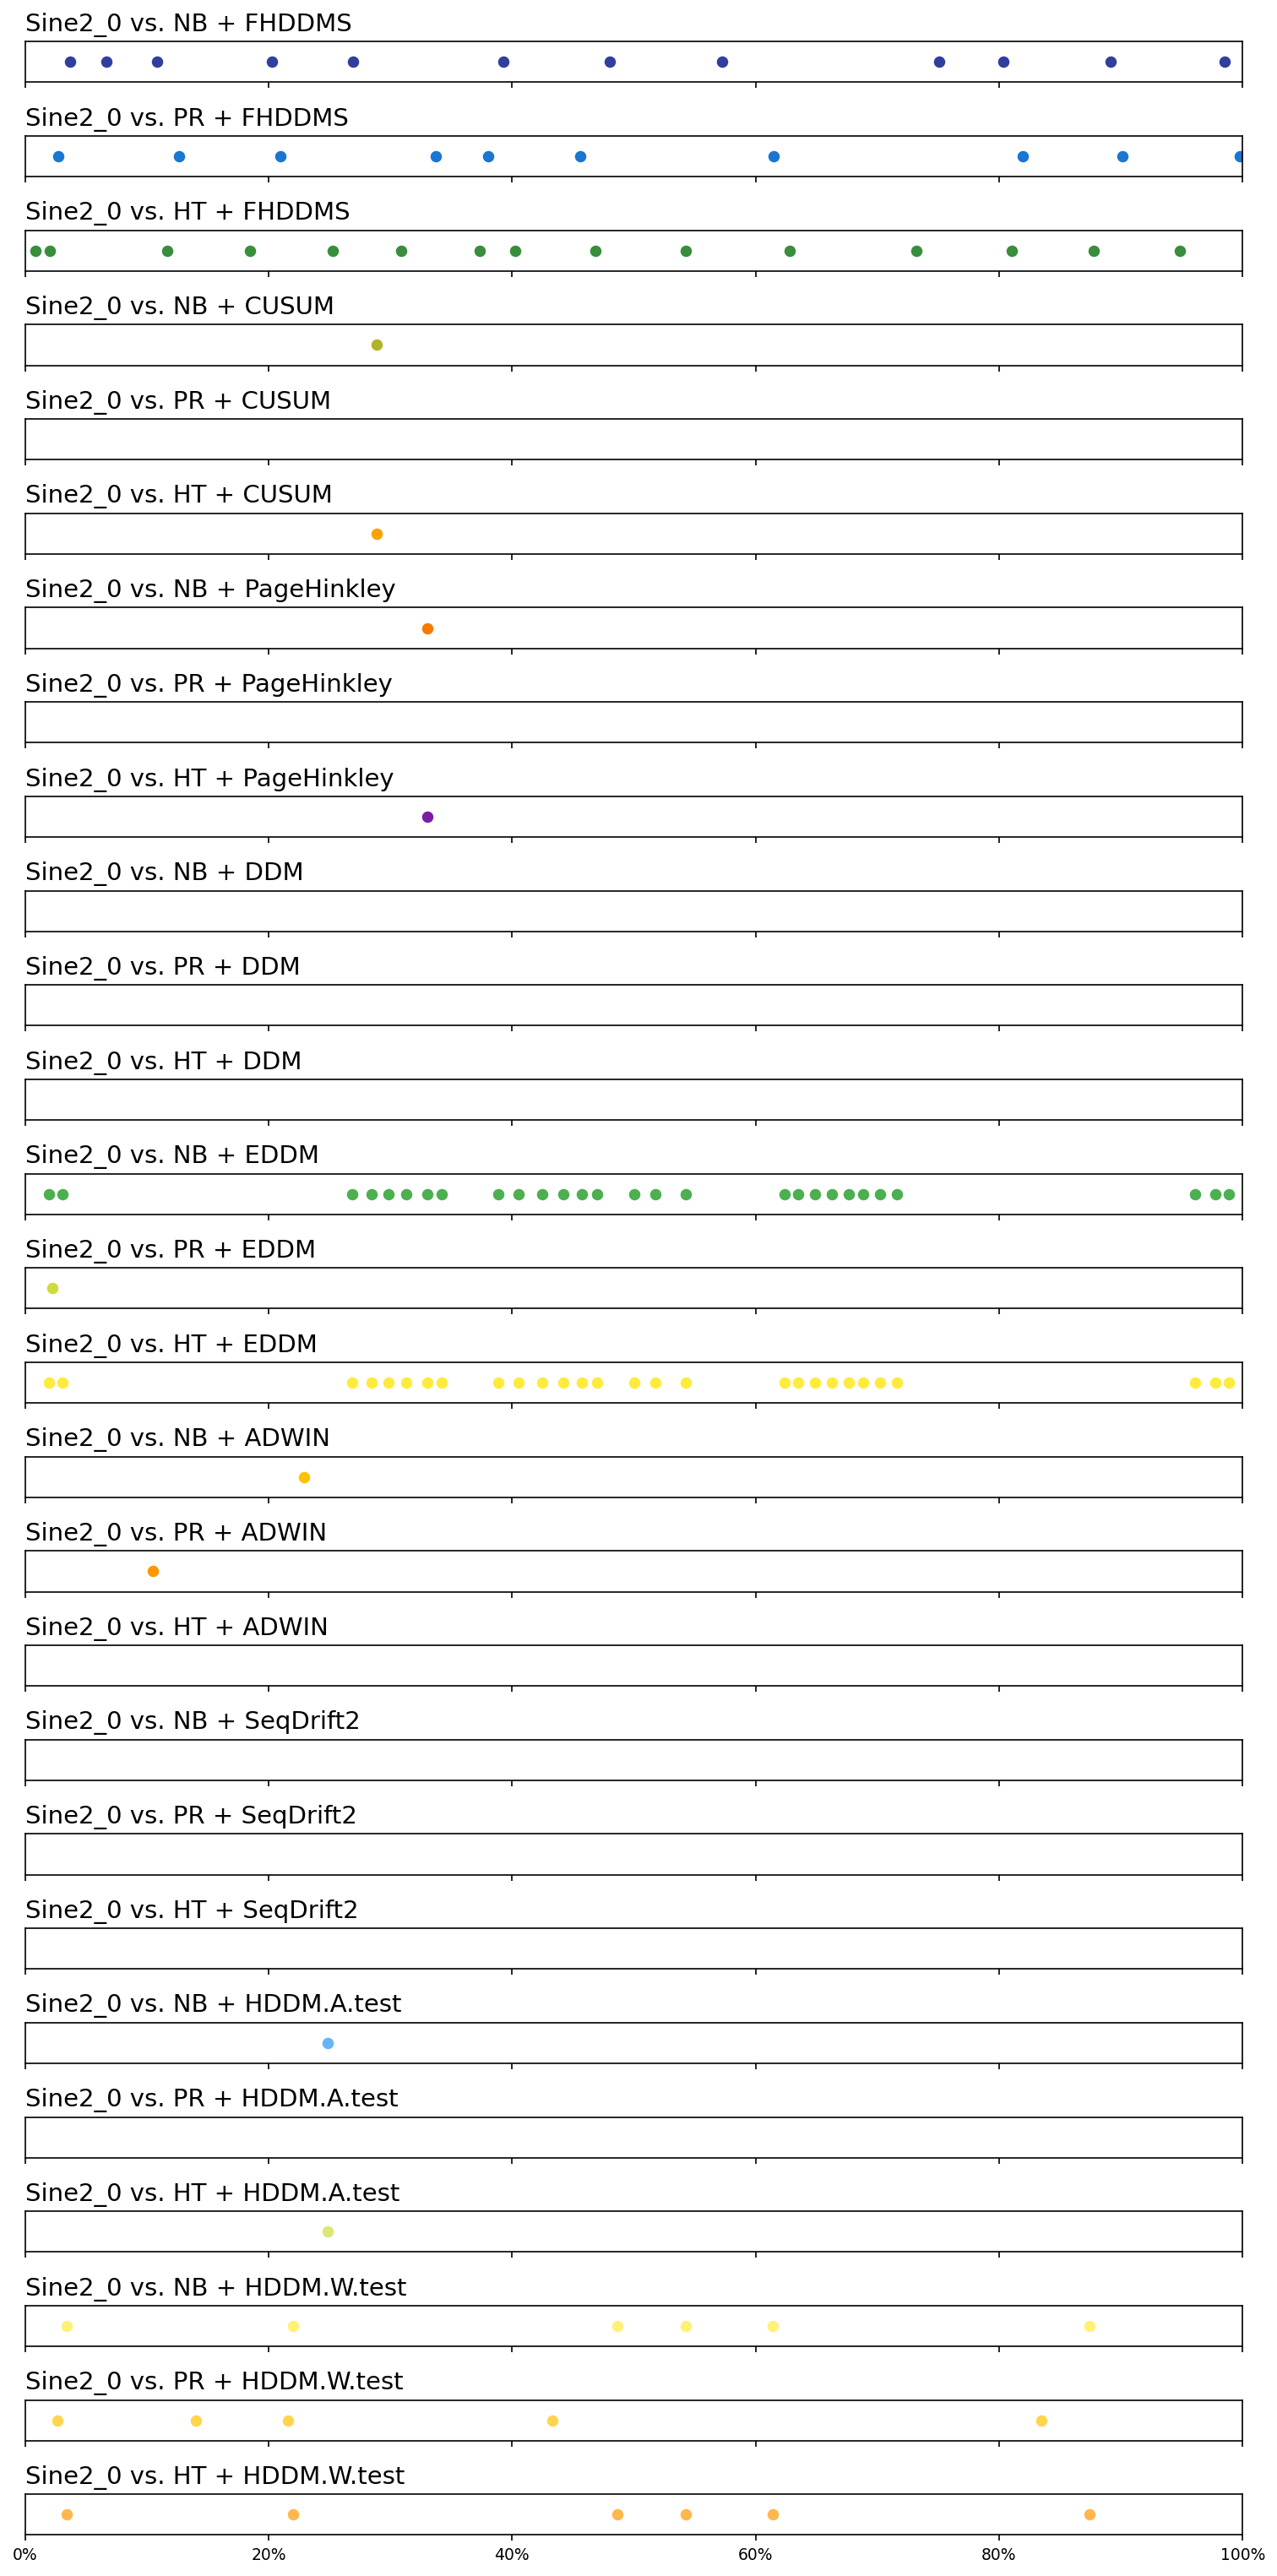 Sine2_0 vs. NB + FHDDMS
Sine2_0 vs. PR + FHDDMS
Sine2_0 vs. HT + FHDDMS
Sine2_0 vs. NB + CUSUM
Sine2_0 vs. PR + CUSUM
Sine2_0 vs. HT + CUSUM
Sine2_0 vs. NB + PageHinkley
Sine2_0 vs. PR + PageHinkley
Sine2_0 vs. HT + PageHinkley
Sine2_0 vs. NB + DDM
Sine2_0 vs. PR + DDM
Sine2_0 vs. HT + DDM
Sine2_0 vs. NB + EDDM
Sine2_0 vs. PR + EDDM
Sine2_0 vs. HT + EDDM
Sine2_0 vs. NB + ADWIN
Sine2_0 vs. PR + ADWIN
Sine2_0 vs. HT + ADWIN
Sine2_0 vs. NB + SeqDrift2
Sine2_0 vs. PR + SeqDrift2
Sine2_0 vs. HT + SeqDrift2
Sine2_0 vs. NB + HDDM.A.test
Sine2_0 vs. PR + HDDM.A.test
Sine2_0 vs. HT + HDDM.A.test
Sine2_0 vs. NB + HDDM.W.test
Sine2_0 vs. PR + HDDM.W.test
Sine2_0 vs. HT + HDDM.W.test
0% 20% 40% 60% 80% 100%